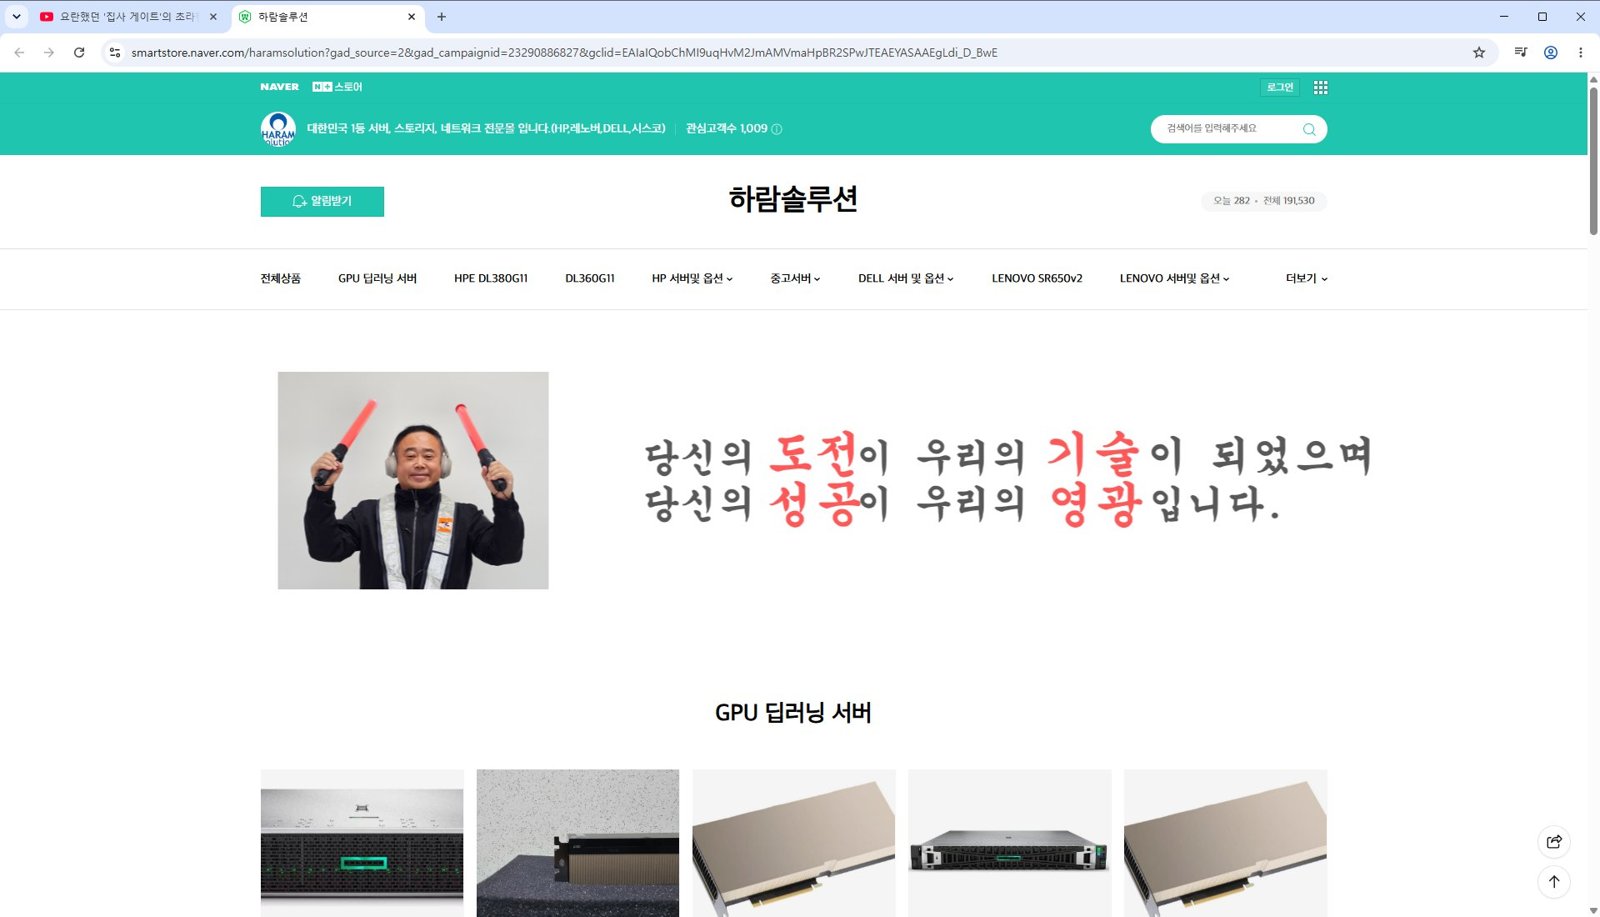 요란했던 '집사 게이트'의 초라
하람솔루션
smartstore.naver.com/haramsolution?gad_source=2&gad_campaignid=23290886827&gclid=EAIaIQobChMI9uqHvM2JmAMVmaHpBR2SPwJTEAEYASAAEgLdi_D_BwE
NAVER N+ 스토어
로그인
HARAM
대한민국 1등 서버, 스토리지, 네트워크 전문몰 입니다.(HP,레노버,DELL,시스코) 관심고객수 1,009
검색어를 입력해주세요
알림받기
하람솔루션
오늘 282 • 전체 191,530
전체상품 GPU 딥러닝 서버 HPE DL380G11 DL360G11 HP 서버및 옵션 중고서버 DELL 서버 및 옵션 LENOVO SR650v2 LENOVO 서버및 옵션 더보기
당신의 도전이 우리의 기술이 되었으며
당신의 성공이 우리의 영광입니다.
GPU 딥러닝 서버